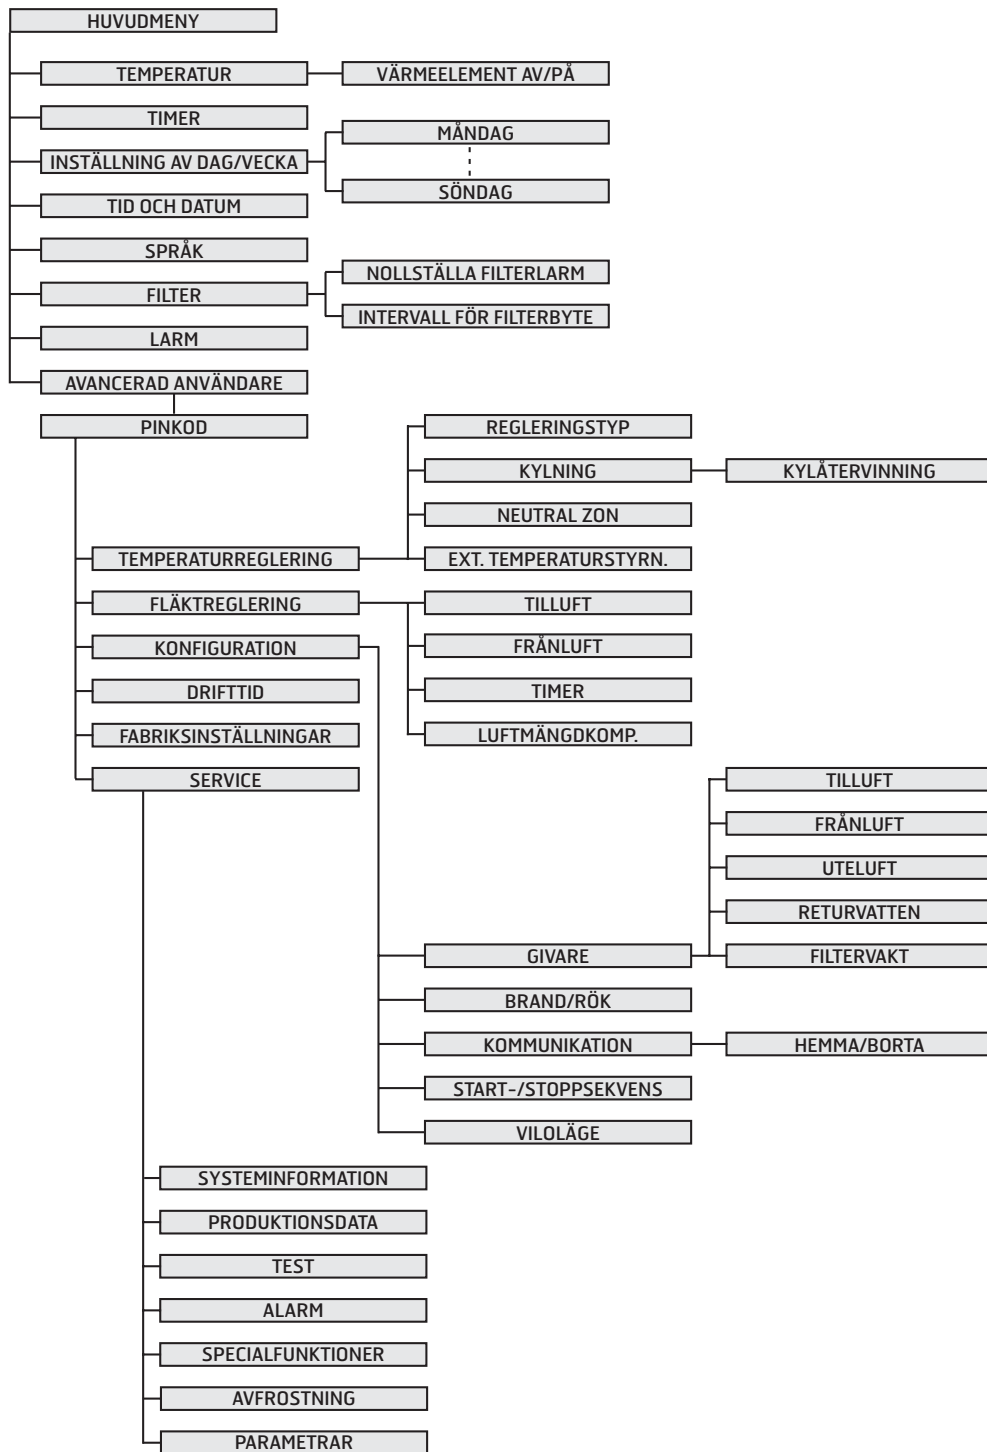 HUVUDMENY
TEMPERATUR
VÄRMEELEMENT AV/PÅ
TIMER
MÅNDAG
INSTÄLLNING AV DAG/VECKA
SÖNDAG
TID OCH DATUM
SPRÅK
NOLLSTÄLLA FILTERLARM
FILTER
INTERVALL FÖR FILTERBYTE
LARM
AVANCERAD ANVÄNDARE
PINKOD
REGLERINGSTYP
KYLNING
KYLÅTERVINNING
NEUTRAL ZON
TEMPERATURREGLERING
EXT. TEMPERATURSTYRN.
FLÄKTREGLERING
TILLUFT
KONFIGURATION
FRÅNLUFT
DRIFTTID
TIMER
FABRIKSINSTÄLLNINGAR
LUFTMÄNGDKOMP.
SERVICE
TILLUFT
FRÅNLUFT
UTELUFT
RETURVATTEN
GIVARE
FILTERVAKT
BRAND/RÖK
KOMMUNIKATION
HEMMA/BORTA
START-/STOPPSEKVENS
VILOLÄGE
SYSTEMINFORMATION
PRODUKTIONSDATA
TEST
ALARM
SPECIALFUNKTIONER
AVFROSTNING
PARAMETRAR